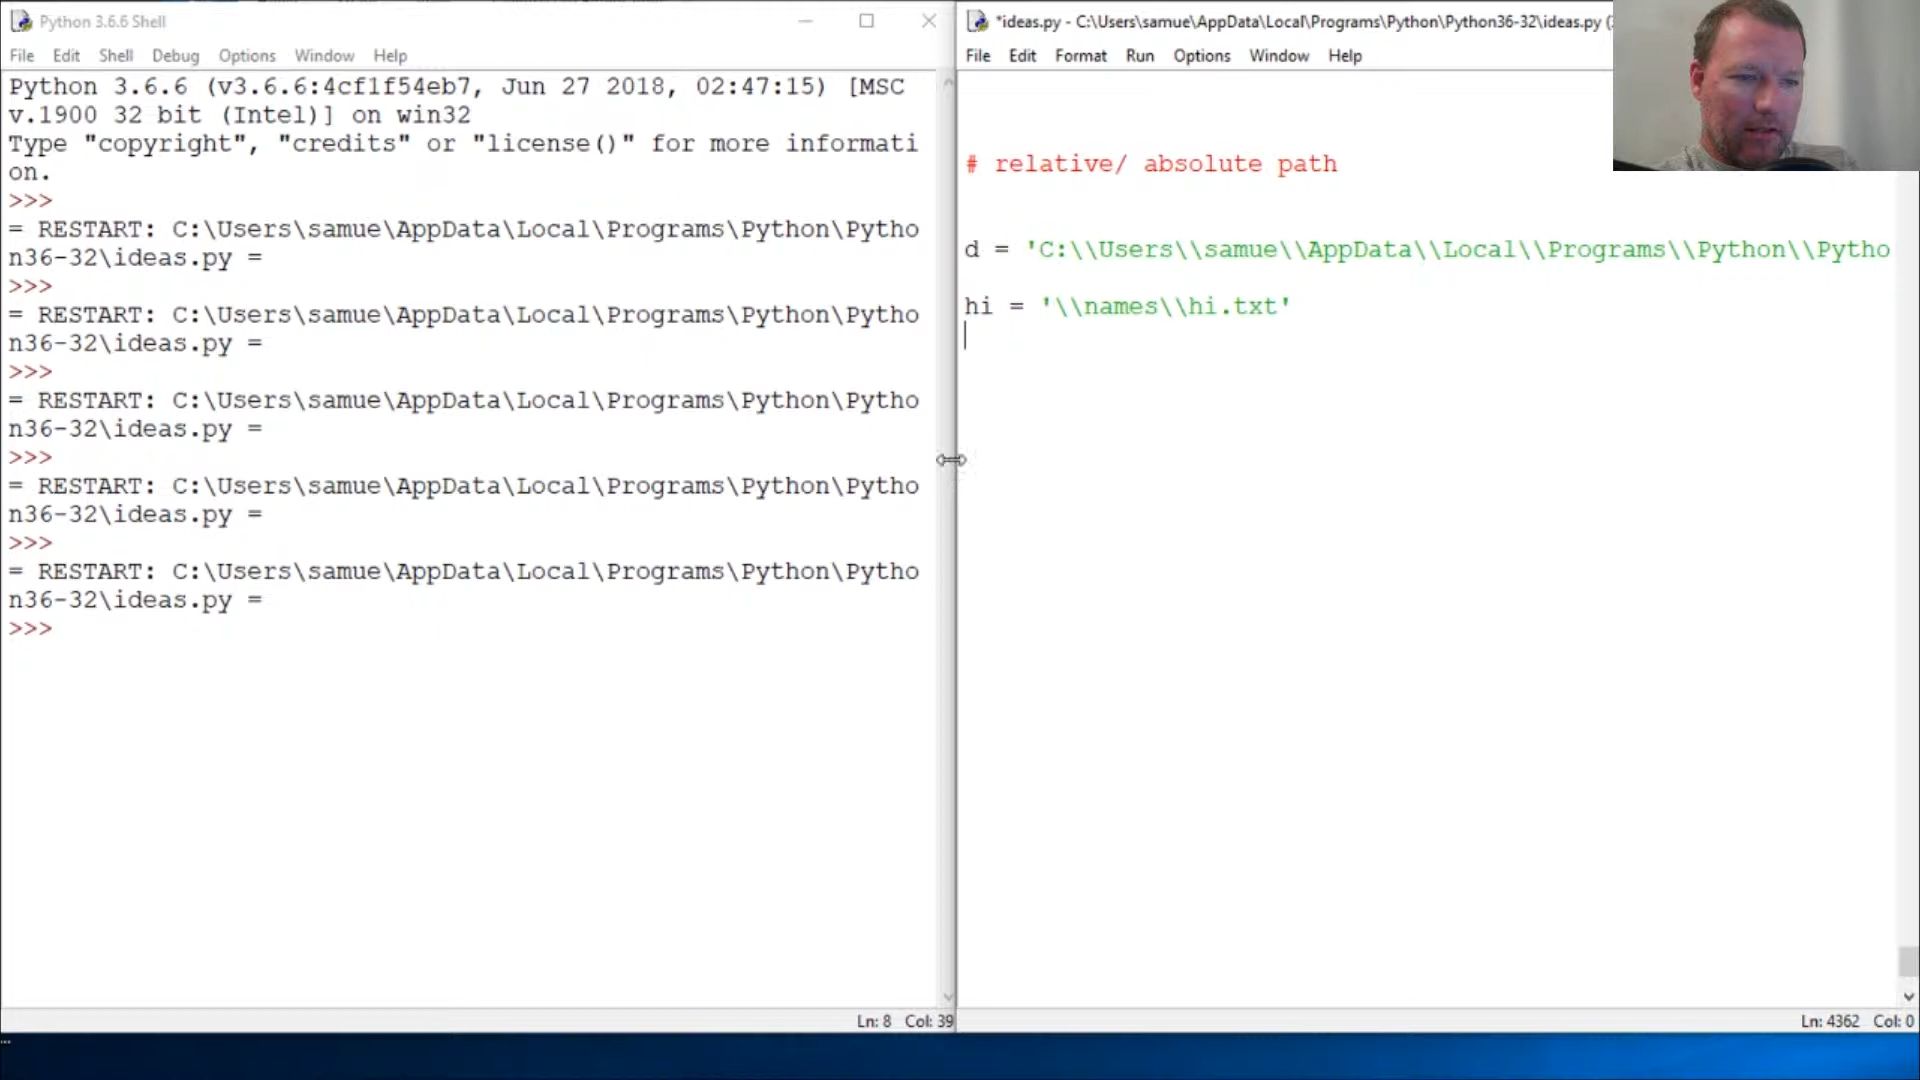 Python 3.6.6 Shell
File Edit Shell Debug Options Window Help
Python 3.6.6 (v3.6.6:4cf1f54eb7, Jun 27 2018, 02:47:15) [MSC
v.1900 32 bit (Intel)] on win32
Type "copyright", "credits" or "license()" for more informati
on.
>>>
= RESTART: C:\Users\samue\AppData\Local\Programs\Python\Pytho
n36-32\ideas.py =
>>>
= RESTART: C:\Users\samue\AppData\Local\Programs\Python\Pytho
n36-32\ideas.py =
>>>
= RESTART: C:\Users\samue\AppData\Local\Programs\Python\Pytho
n36-32\ideas.py =
>>>
= RESTART: C:\Users\samue\AppData\Local\Programs\Python\Pytho
n36-32\ideas.py =
>>>
= RESTART: C:\Users\samue\AppData\Local\Programs\Python\Pytho
n36-32\ideas.py =
>>>
Ln: 8 Col: 39
*ideas.py - C:\Users\samue\AppData\Local\Programs\Python\Python36-32\ideas.py (
File Edit Format Run Options Window Help
# relative/ absolute path
d = 'C:\\Users\\samue\\AppData\\Local\\Programs\\Python\\Pytho
hi = '\\names\\hi.txt'
Ln: 4362 Col: 0